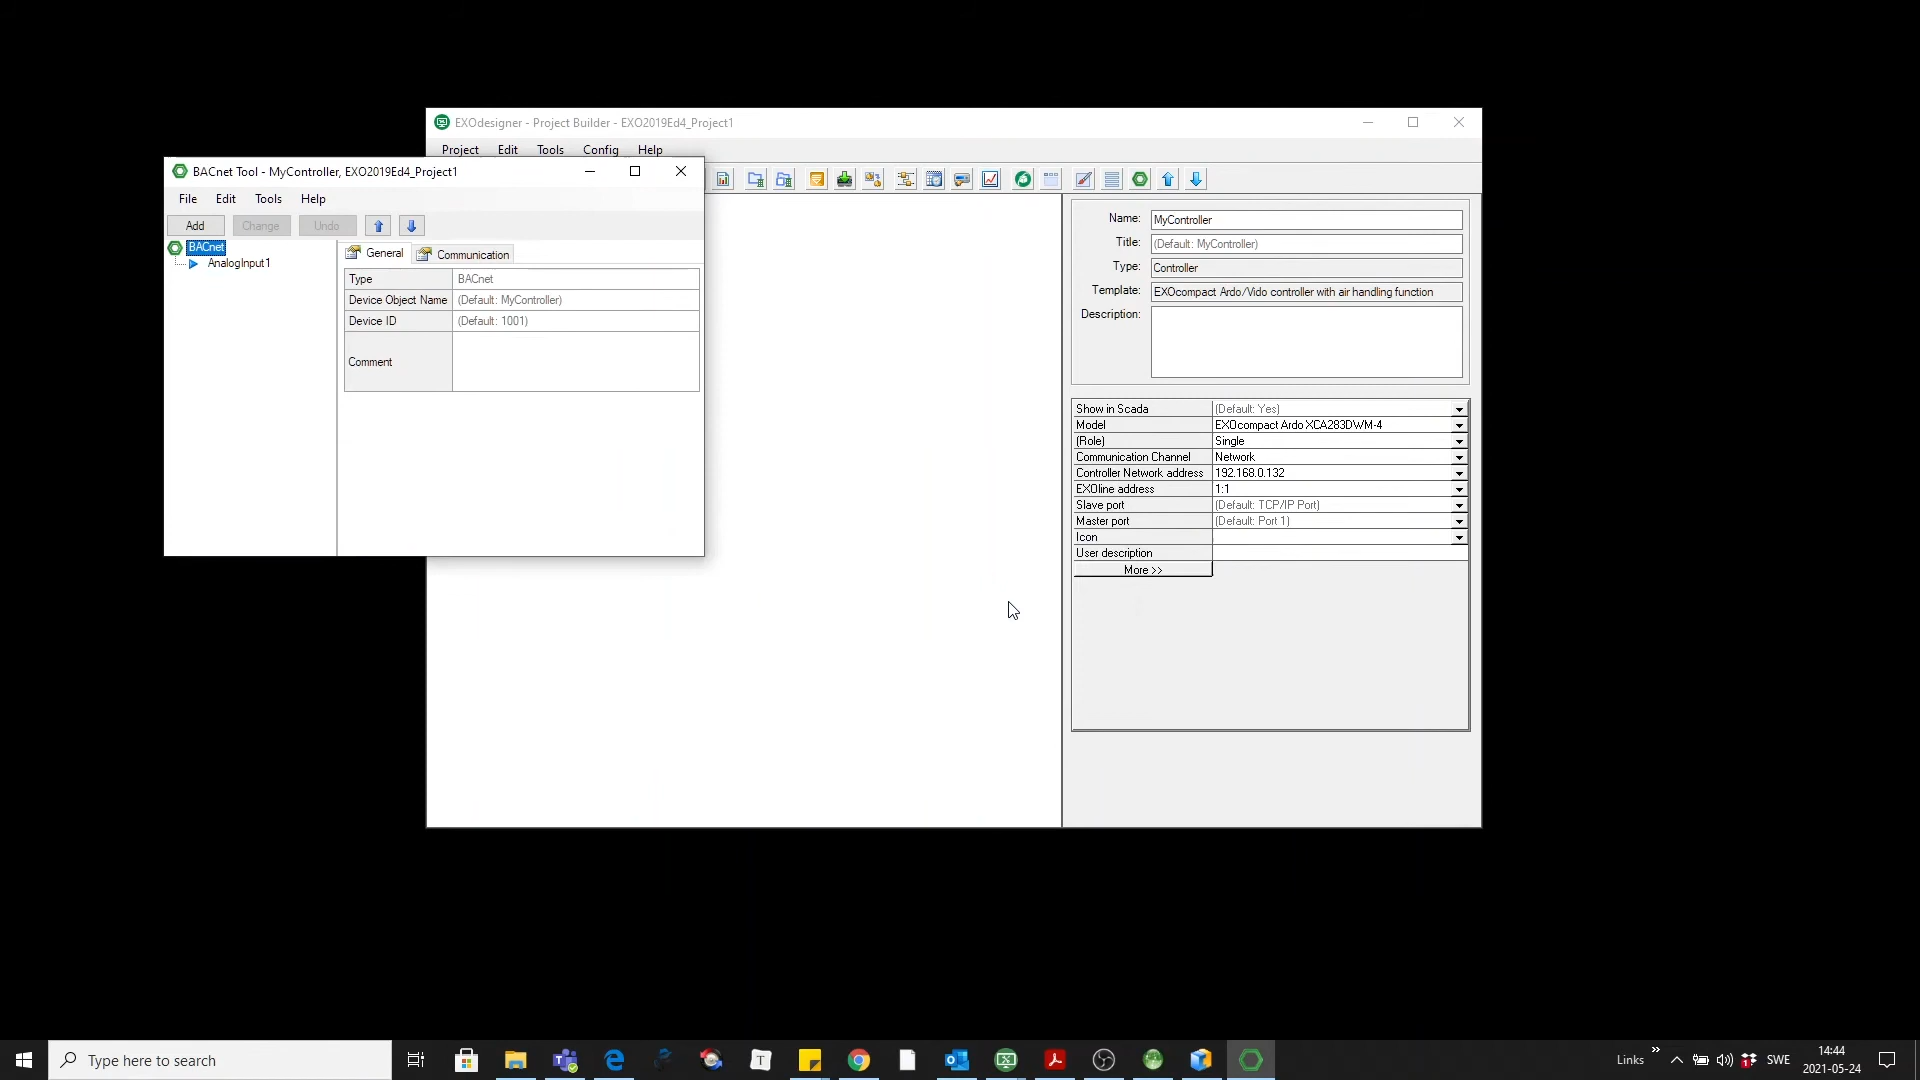 EXOdesigner - Project Builder - EXO2019Ed4_Project1
Project Edit Tools Config Help
BACnet Tool - MyController, EXO2019Ed4_Project1
File Edit Tools Help
Add Change Undo
BACnet
AnalogInput1
General Communication
Type BACnet
Device Object Name (Default: MyController)
Device ID (Default: 1001)
Comment
Name: MyController
Title: (Default: MyController)
Type: Controller
Template: EXOcompact Ardo/Vido controller with air handling function
Description:
Show in Scada (Default: Yes)
Model EXOcompact Ardo XCA283DWM-4
(Role) Single
Communication Channel Network
Controller Network address 192.168.0.132
EXOline address 1:1
Slave port (Default: TCP/IP Port)
Master port (Default: Port 1)
Icon
User description
More >>
Type here to search
Links » SWE
14:44
2021-05-24